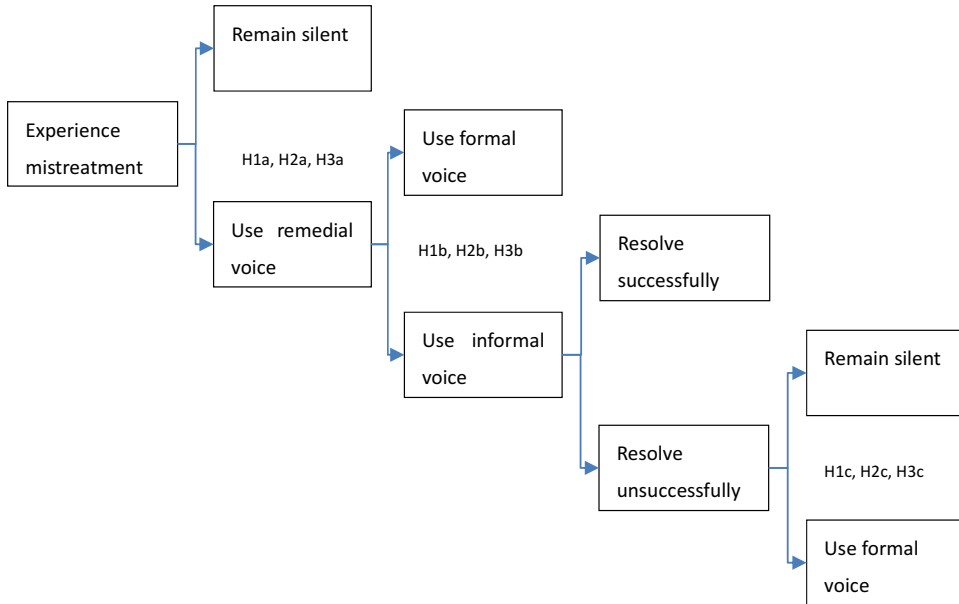 Remain silent
Experience
mistreatment
H1a, H2a, H3a
Use remedial
voice
Use formal
voice
H1b, H2b, H3b
Use informal
voice
Resolve
successfully
Resolve
unsuccessfully
Remain silent
H1c, H2c, H3c
Use formal
voice